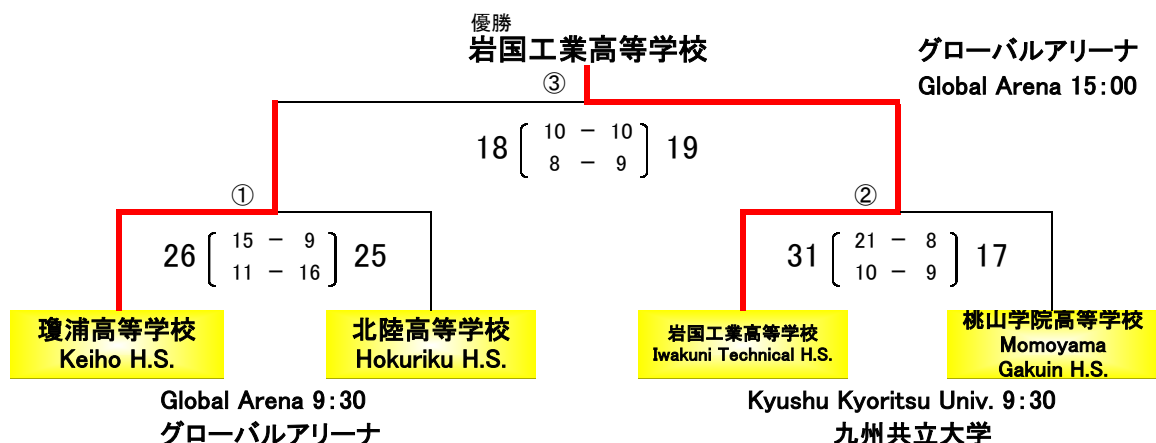 優勝
岩国工業高等学校
グローバルアリーナ
Global Arena 15:00
③
10 － 10
18 19
8 － 9
①
②
15 － 9
26 25
11 － 16
21 － 8
31 17
10 － 9
瓊浦高等学校
Keiho H.S.
北陸高等学校
Hokuriku H.S.
岩国工業高等学校
Iwakuni Technical H.S.
桃山学院高等学校
Momoyama
Gakuin H.S.
Global Arena 9:30
グローバルアリーナ
Kyushu Kyoritsu Univ. 9:30
九州共立大学